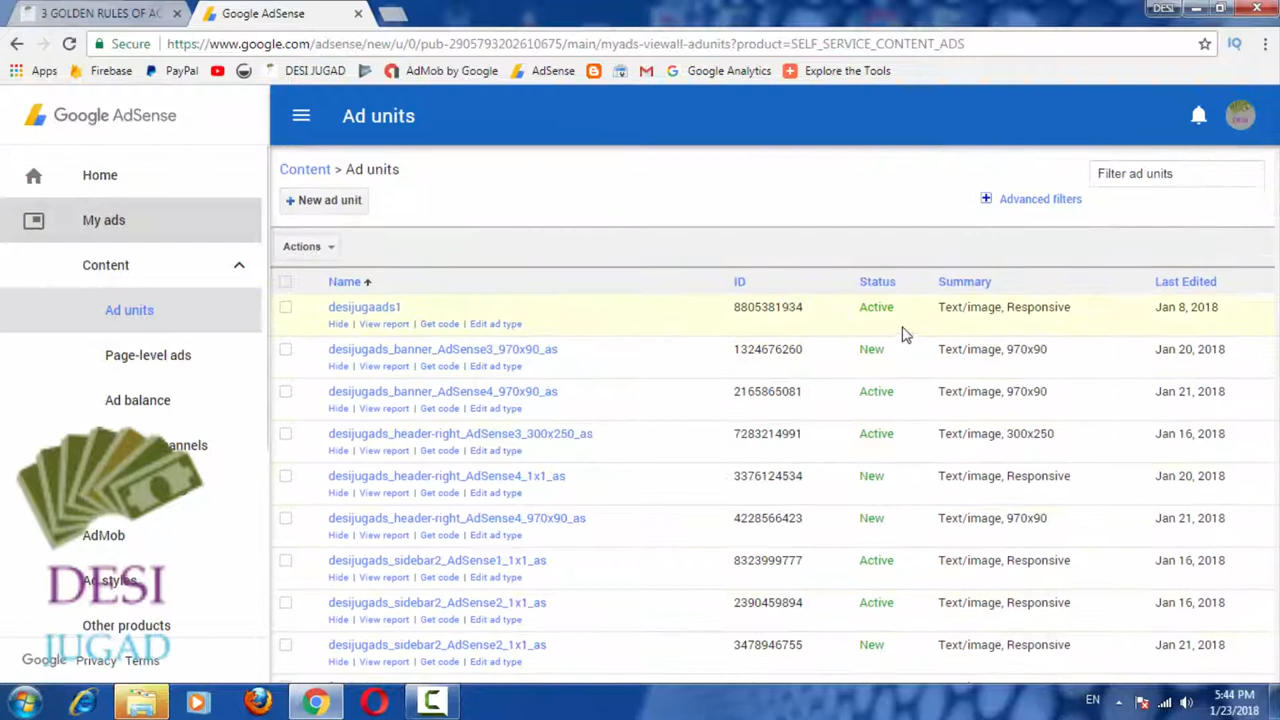 3 GOLDEN RULES OF AC
Google AdSense
DESI
Secure
https://www.google.com/adsense/new/u/0/pub-2905793202610675/main/myads-viewall-adunits?product=SELF_SERVICE_CONTENT_ADS
Apps
Firebase
PayPal
DESI JUGAD
AdMob by Google
AdSense
Google Analytics
Explore the Tools
Google AdSense
Ad units
Home
My ads
Content
Ad units
Page-level ads
Ad balance
AdMob
Ad styles
Other products
Google Privacy Terms
DESI
JUGAD
Content > Ad units
Filter ad units
+ New ad unit
Advanced filters
Actions
Name ID Status Summary Last Edited
desijugaads1 8805381934 Active Text/image, Responsive Jan 8, 2018
Hide | View report | Get code | Edit ad type
desijugads_banner_AdSense3_970x90_as 1324676260 New Text/image, 970x90 Jan 20, 2018
Hide | View report | Get code | Edit ad type
desijugads_banner_AdSense4_970x90_as 2165865081 Active Text/image, 970x90 Jan 21, 2018
Hide | View report | Get code | Edit ad type
desijugads_header-right_AdSense3_300x250_as 7283214991 Active Text/image, 300x250 Jan 16, 2018
Hide | View report | Get code | Edit ad type
desijugads_header-right_AdSense4_1x1_as 3376124534 New Text/image, Responsive Jan 20, 2018
Hide | View report | Get code | Edit ad type
desijugads_header-right_AdSense4_970x90_as 4228566423 New Text/image, 970x90 Jan 21, 2018
Hide | View report | Get code | Edit ad type
desijugads_sidebar2_AdSense1_1x1_as 8323999777 Active Text/image, Responsive Jan 16, 2018
Hide | View report | Get code | Edit ad type
desijugads_sidebar2_AdSense2_1x1_as 2390459894 Active Text/image, Responsive Jan 16, 2018
Hide | View report | Get code | Edit ad type
desijugads_sidebar2_AdSense2_1x1_as 3478946755 New Text/image, Responsive Jan 21, 2018
Hide | View report | Get code | Edit ad type
EN
5:44 PM
1/23/2018